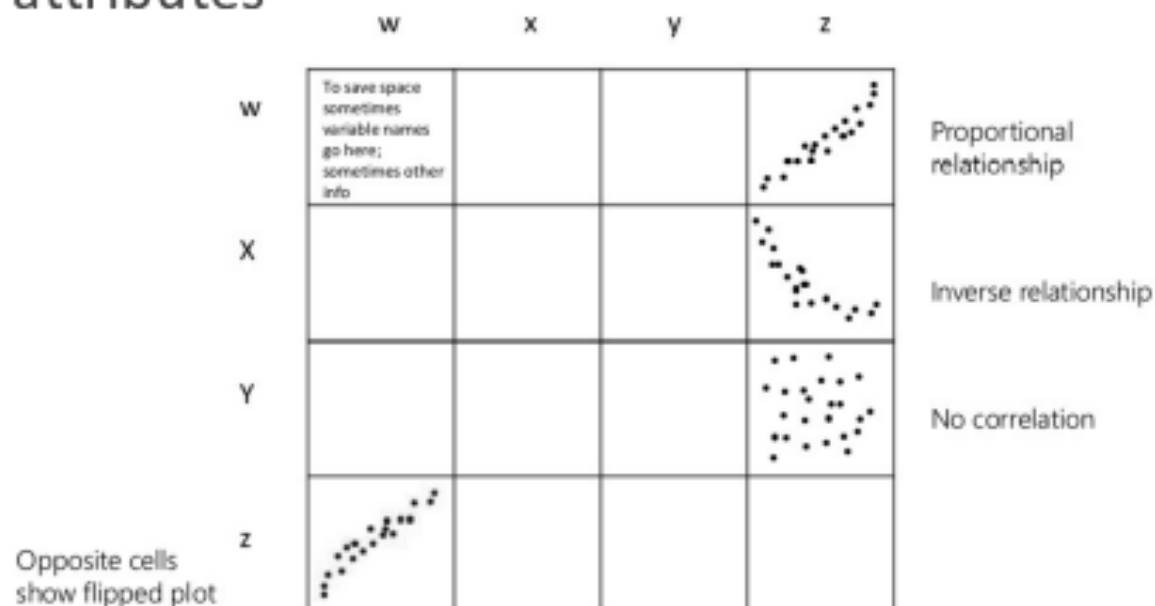 attributes
w x y z
w
To save space
sometimes
variable names
go here;
sometimes other
info
Proportional
relationship
X
Inverse relationship
Y
No correlation
z
Opposite cells
show flipped plot